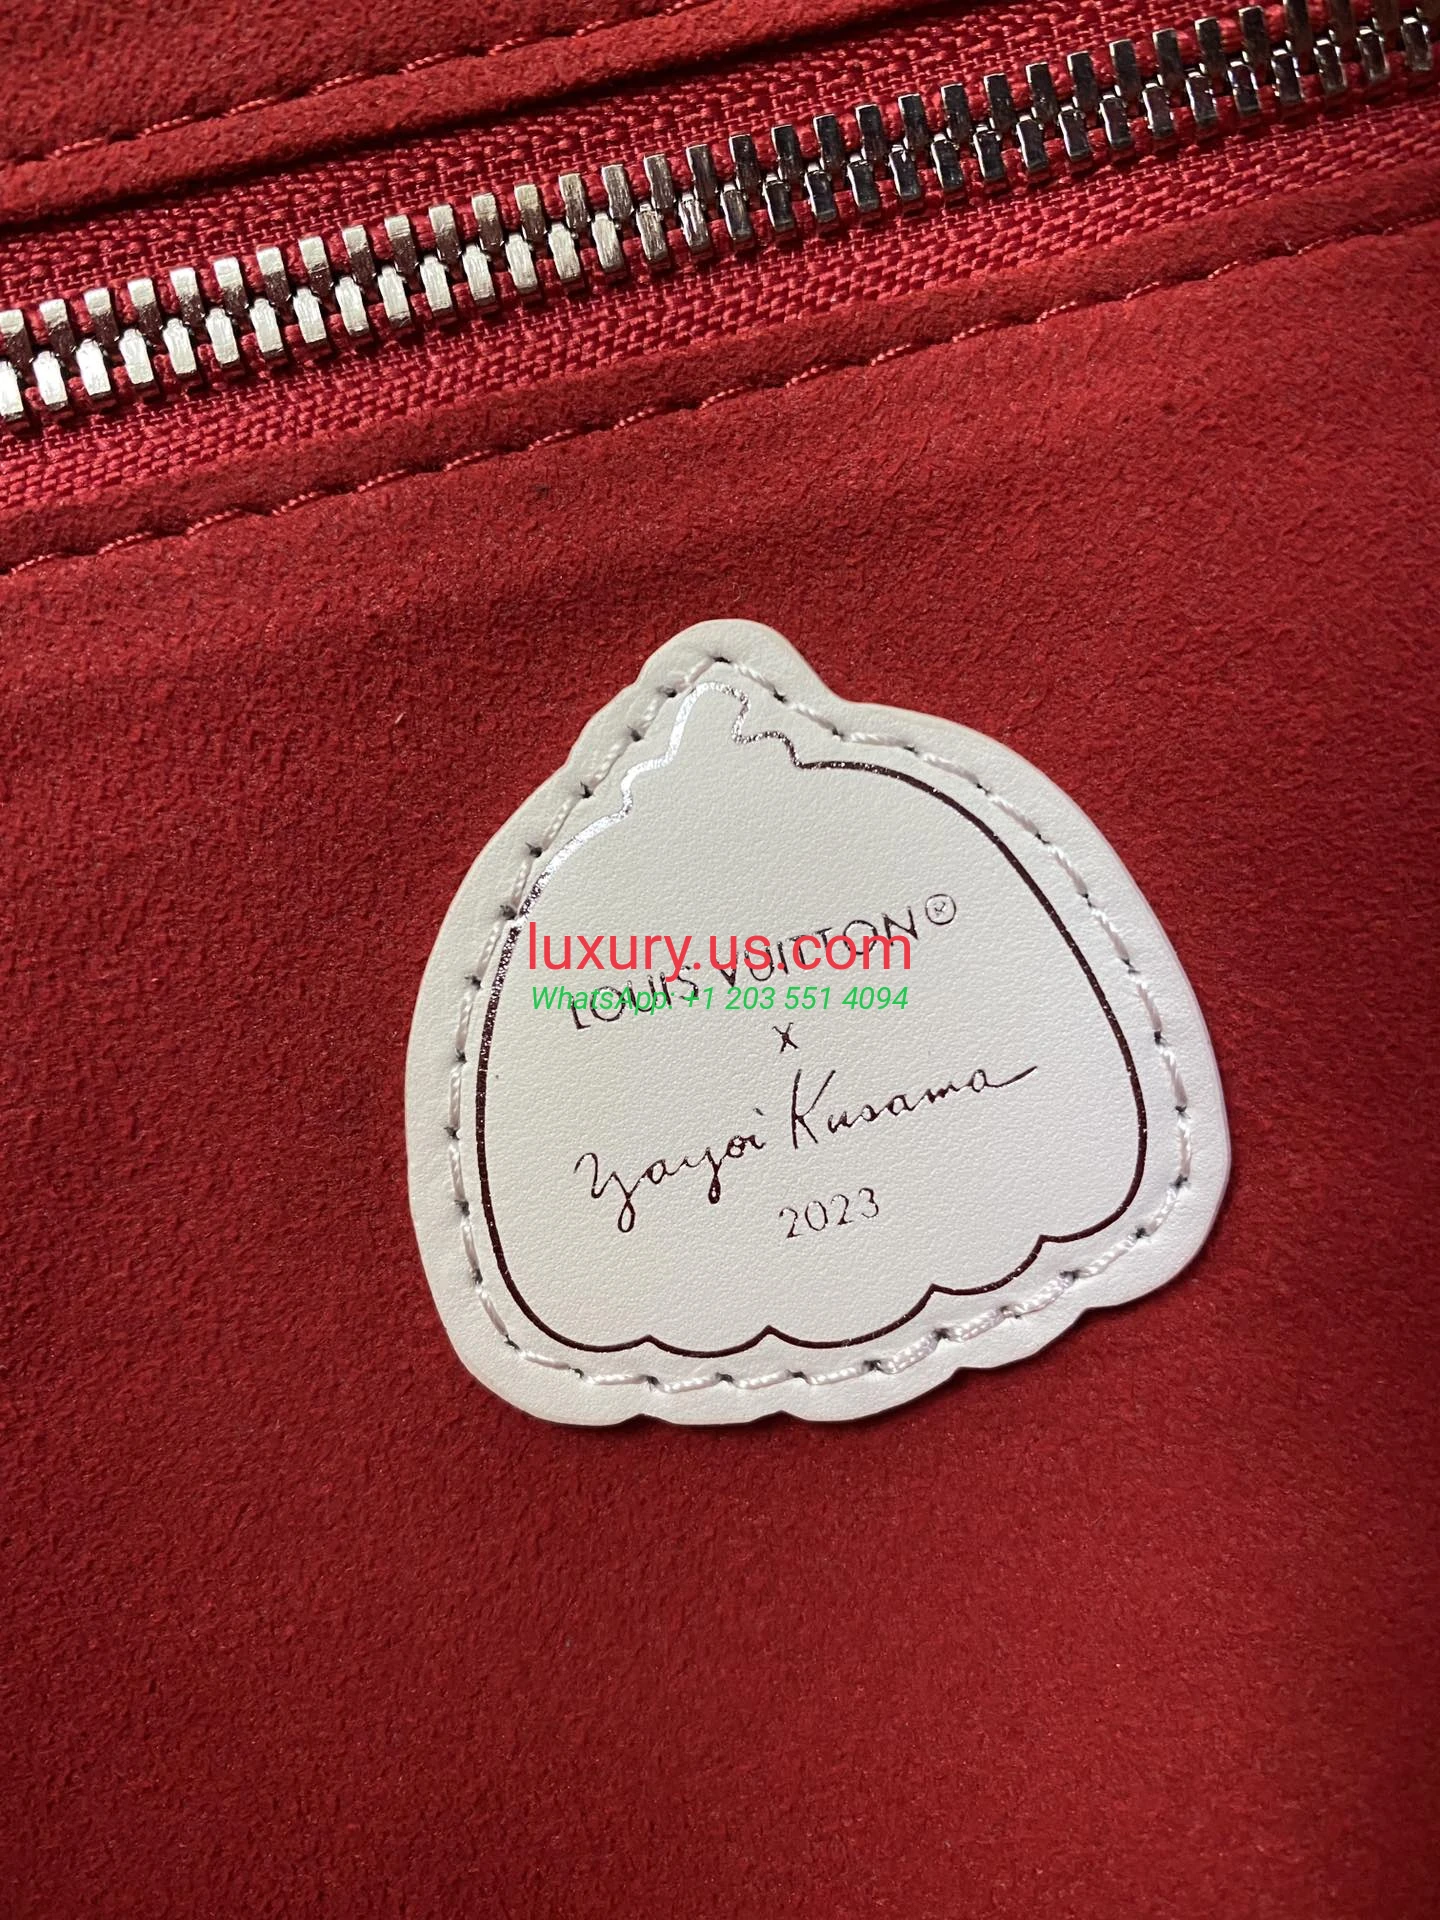 LOUIS VUITTON®
luxury.us.com
WhatsApp: +1 203 551 4094
x
Yayoi Kusama
2023